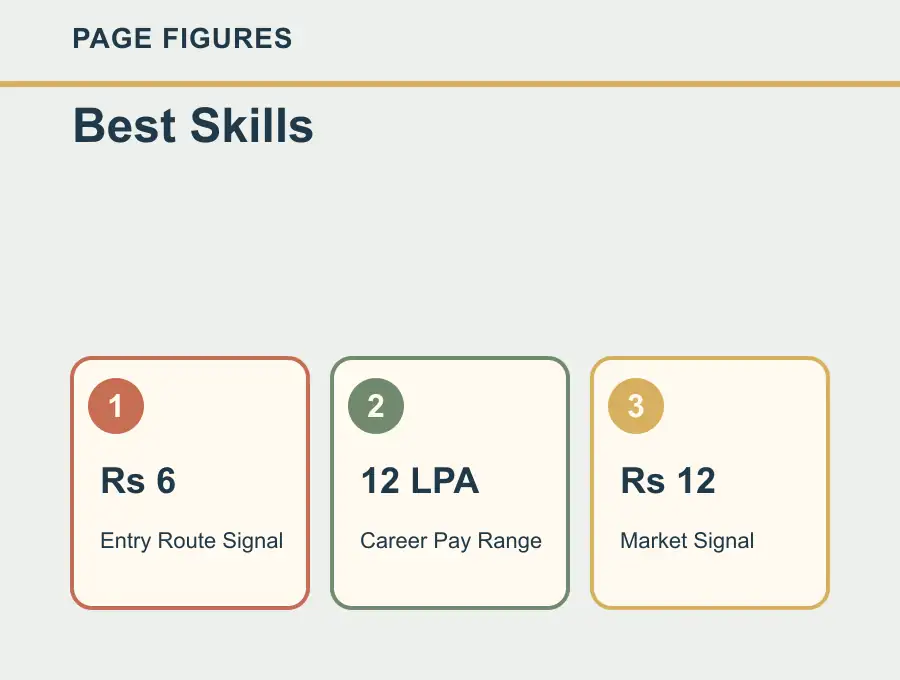 PAGE FIGURES
Best Skills
1
Rs 6
Entry Route Signal
2
12 LPA
Career Pay Range
3
Rs 12
Market Signal